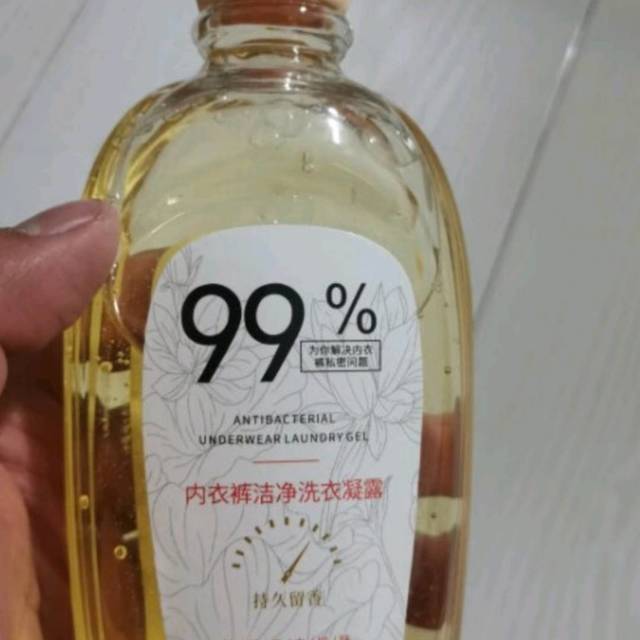 99%
为你解决内衣
裤私密问题
ANTIBACTERIAL
UNDERWEAR LAUNDRY GEL
内衣裤洁净洗衣凝露
持久留香